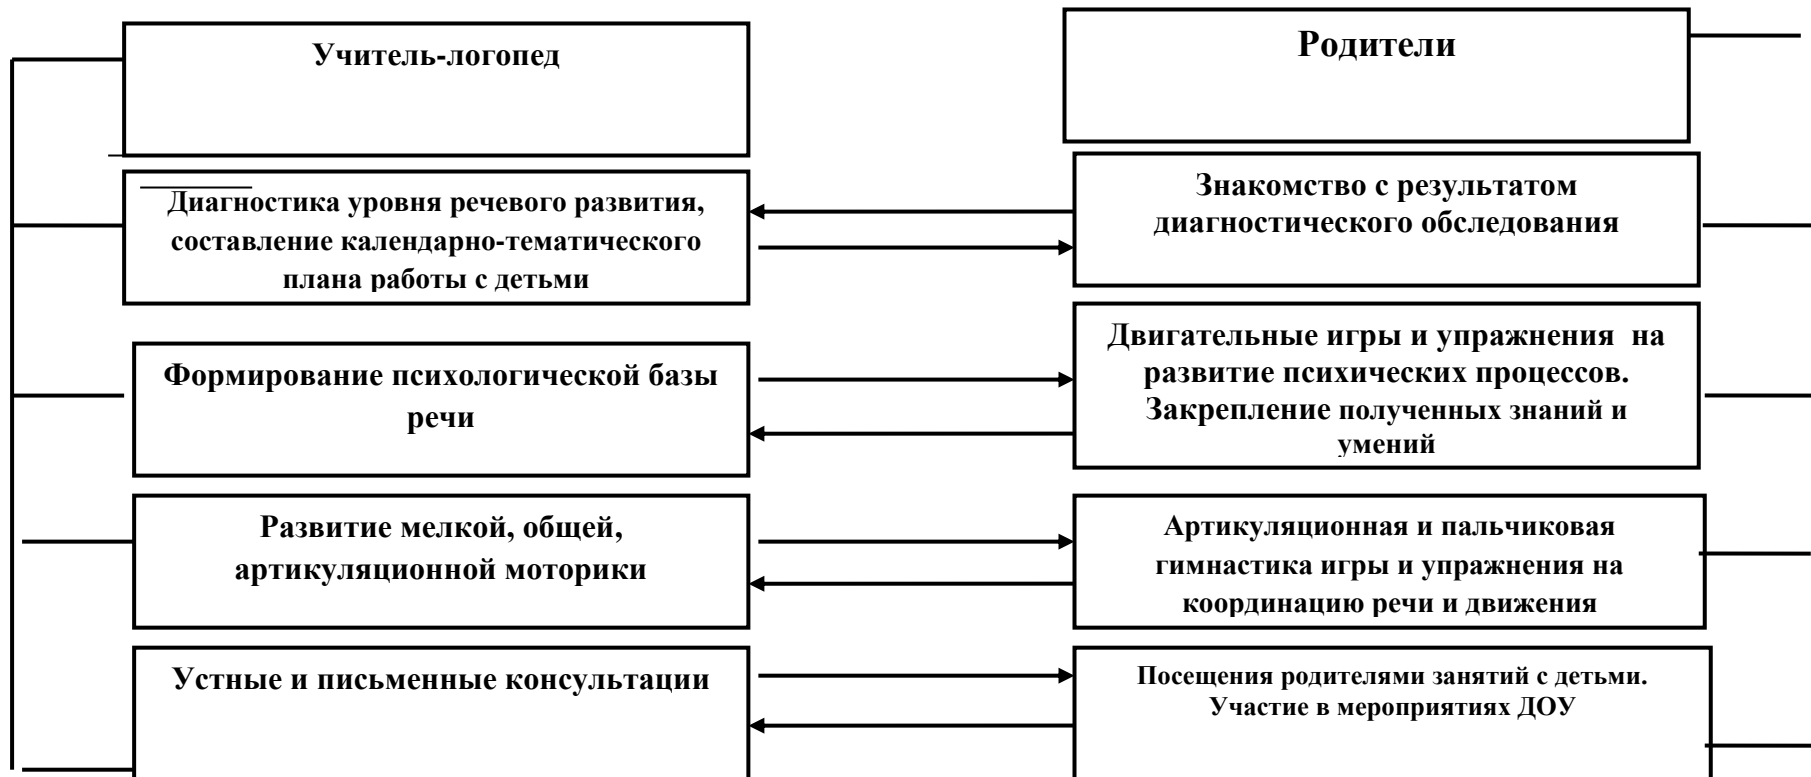 Учитель-логопед
Родители
Диагностика уровня речевого развития,
составление календарно-тематического
плана работы с детьми
Знакомство с результатом
диагностического обследования
Формирование психологической базы
речи
Двигательные игры и упражнения на
развитие психических процессов.
Закрепление полученных знаний и
умений
Развитие мелкой, общей,
артикуляционной моторики
Артикуляционная и пальчиковая
гимнастика игры и упражнения на
координацию речи и движения
Устные и письменные консультации
Посещения родителями занятий с детьми.
Участие в мероприятиях ДОУ